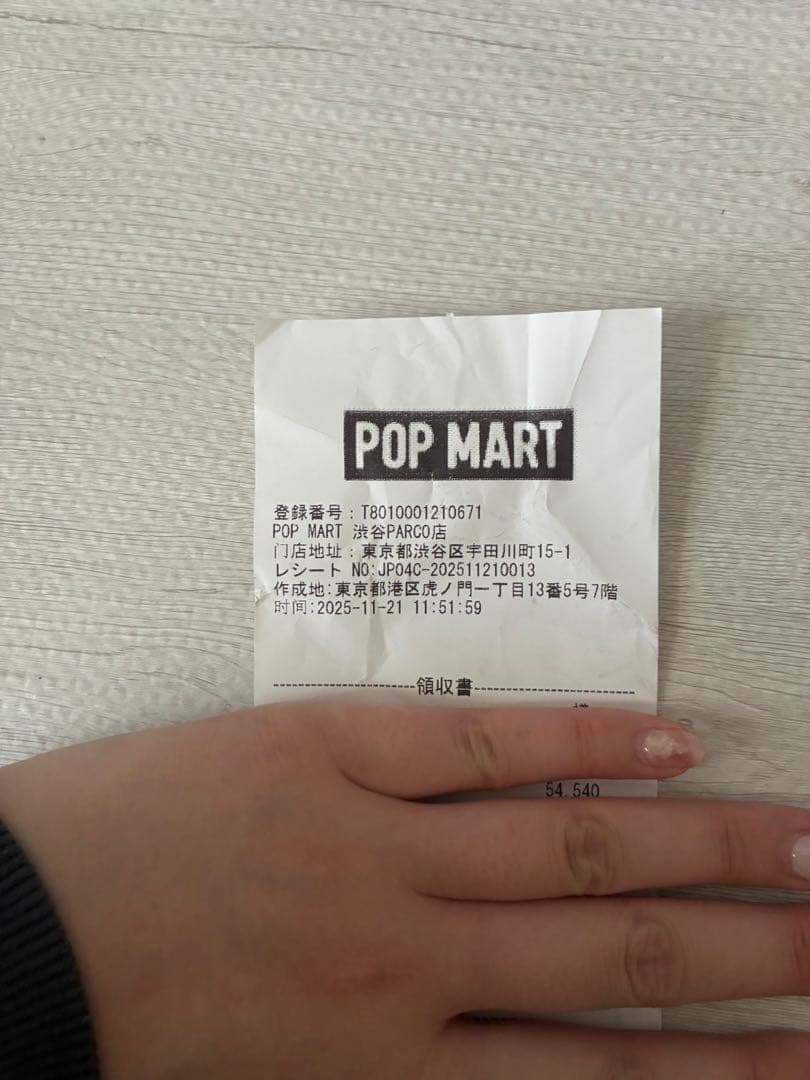 POP MART
登録番号：T8010001210671
POP MART 渋谷PARCO店
门店地址：東京都渋谷区宇田川町15-1
レシート NO:JP04C-202511210013
作成地:東京都港区虎ノ門一丁目13番5号7階
时间:2025-11-21 11:51:59
領収書
様
54,540